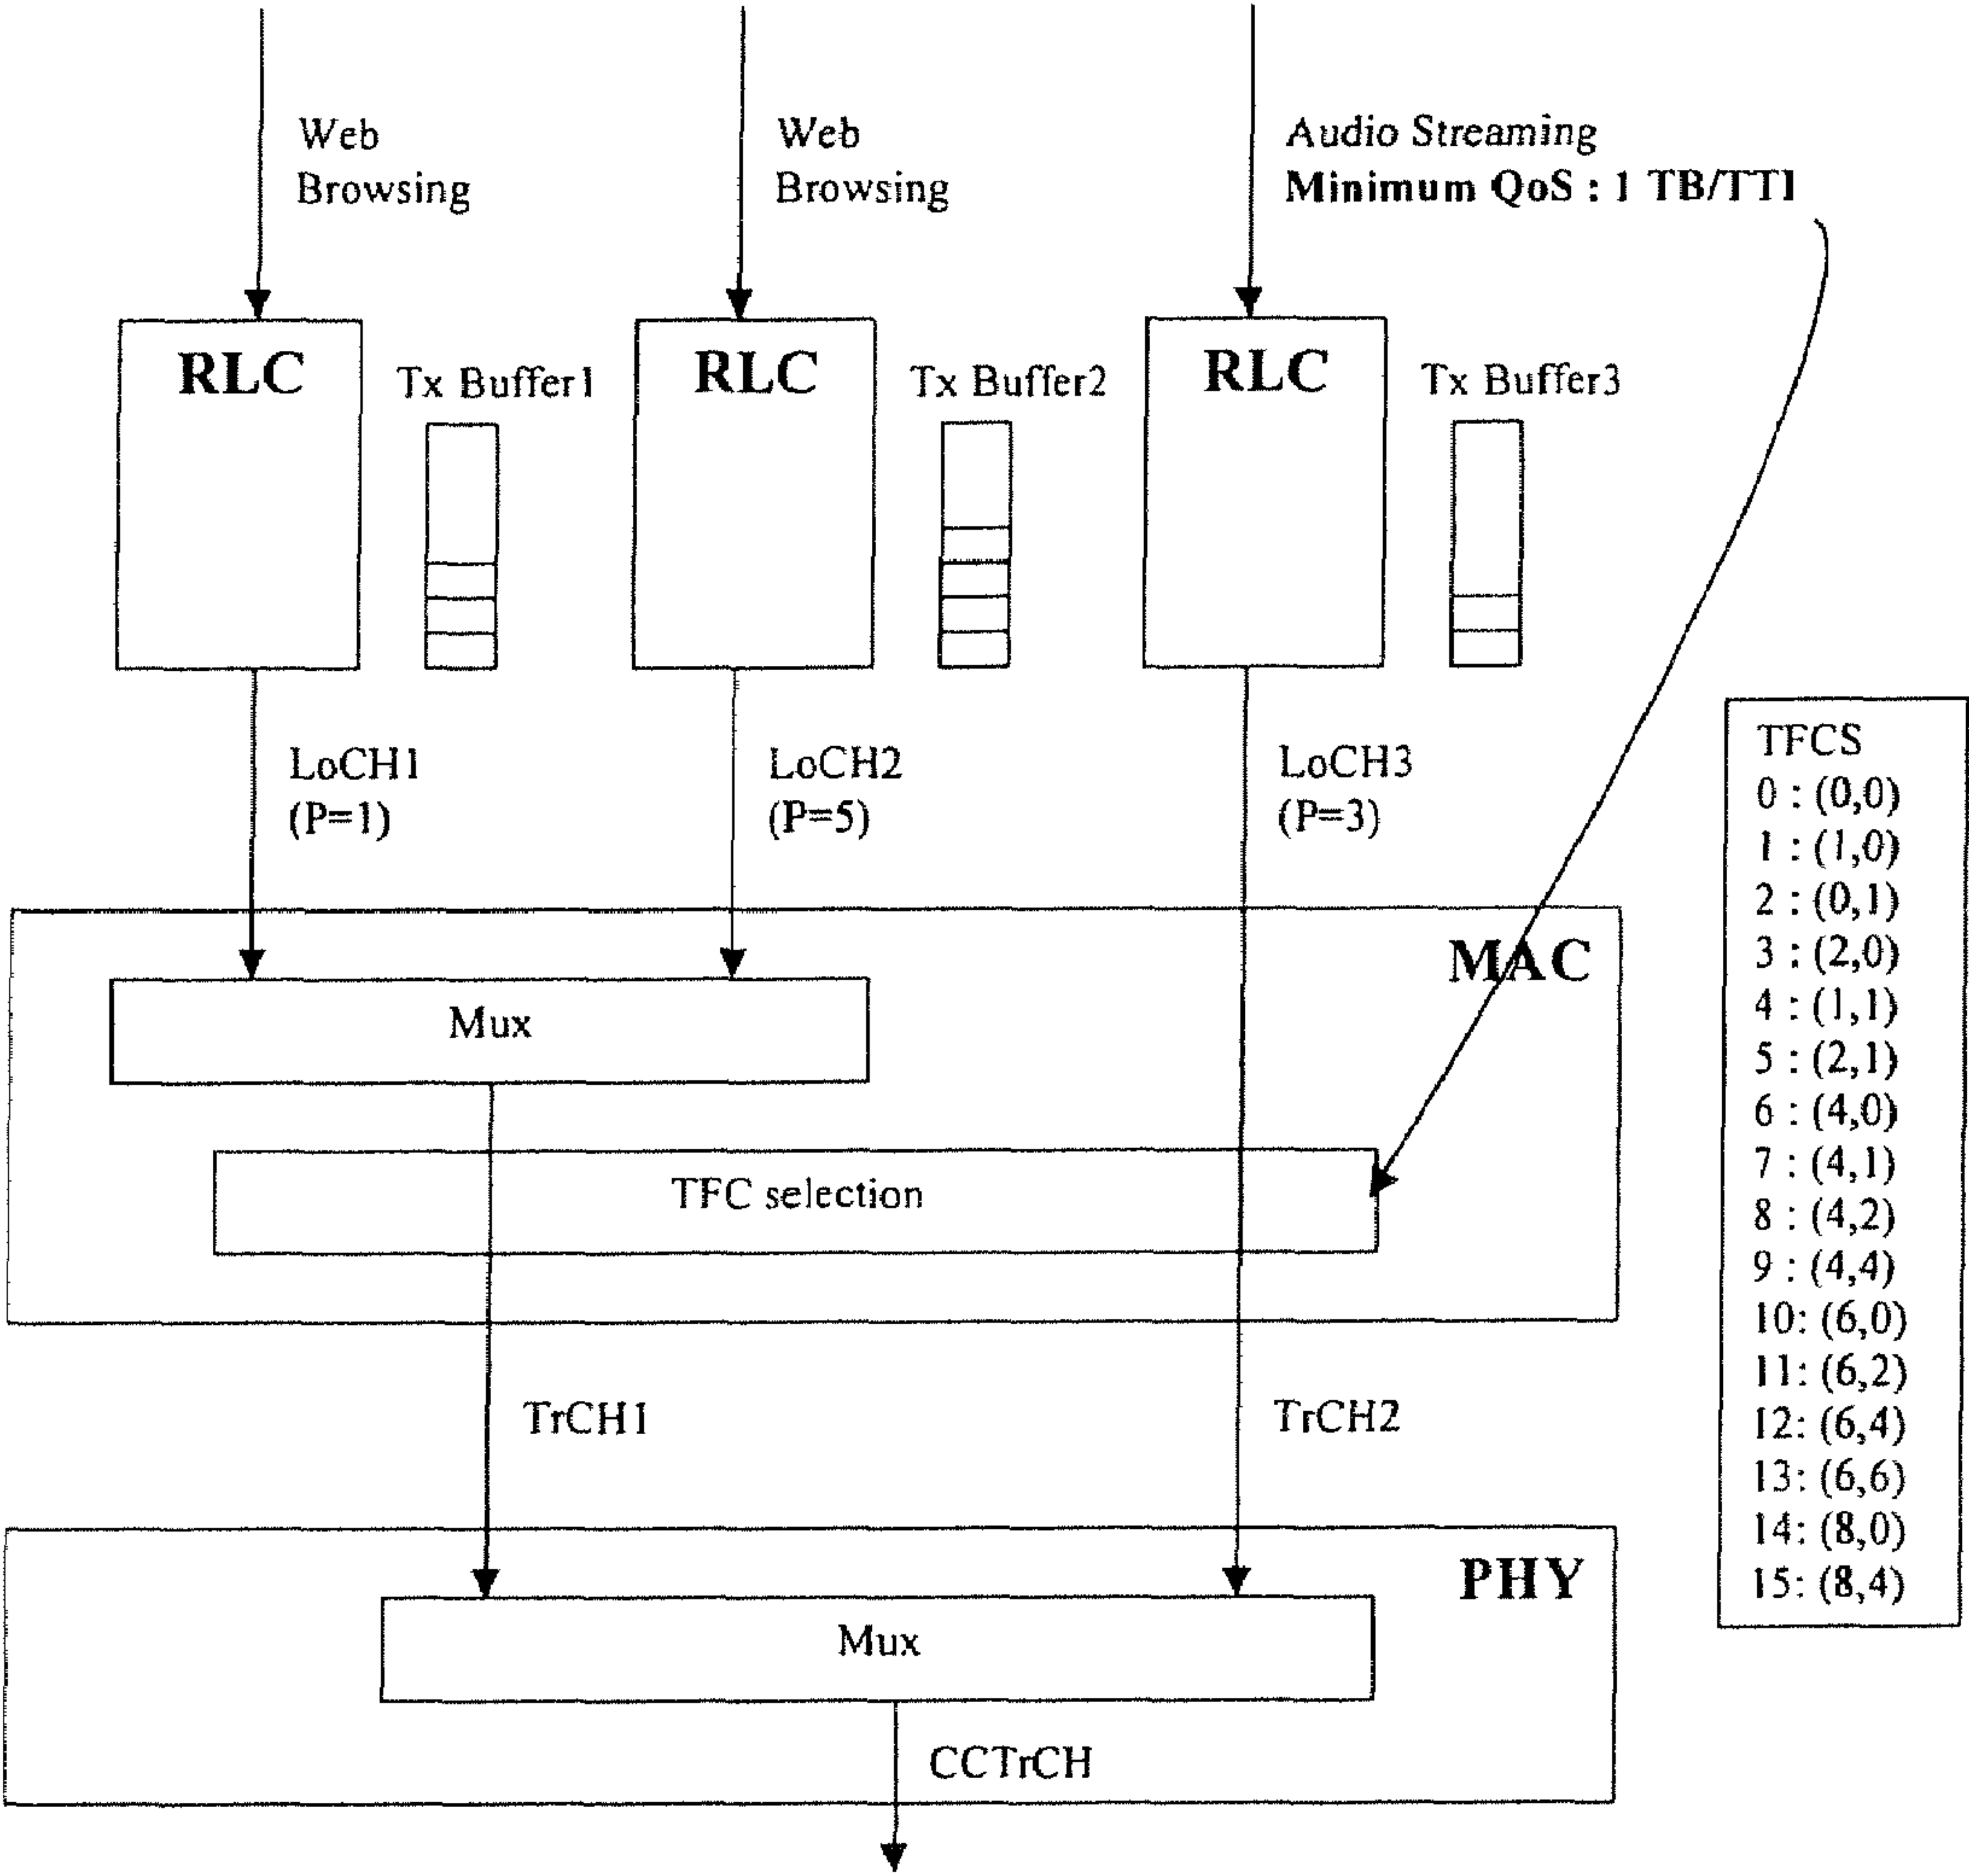 Web
Browsing
Web
Browsing
Audio Streaming
Minimum QoS : 1 TB/TTI
RLC
Tx Buffer1
RLC
Tx Buffer2
RLC
Tx Buffer3
LoCH1
(P=1)
LoCH2
(P=5)
LoCH3
(P=3)
TFCS
0 : (0,0)
1 : (1,0)
2 : (0,1)
3 : (2,0)
4 : (1,1)
5 : (2,1)
6 : (4,0)
7 : (4,1)
8 : (4,2)
9 : (4,4)
10: (6,0)
11: (6,2)
12: (6,4)
13: (6,6)
14: (8,0)
15: (8,4)
MAC
Mux
TFC selection
TrCH1
TrCH2
PHY
Mux
CCTrCH